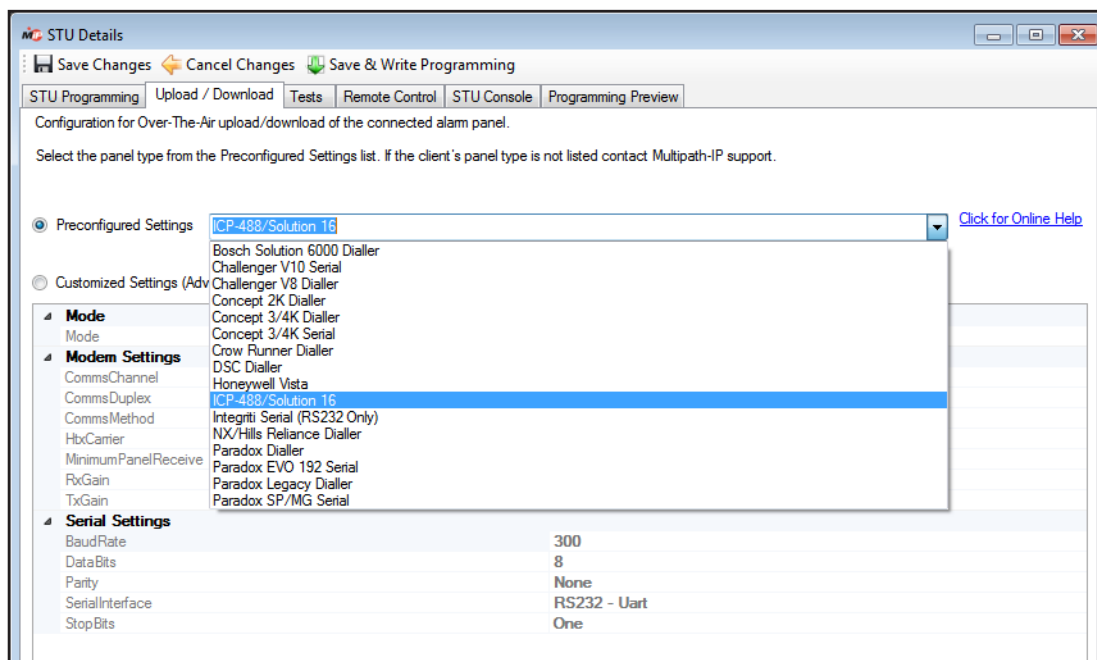 STU Details
Save Changes Cancel Changes Save & Write Programming
STU Programming Upload / Download Tests Remote Control STU Console Programming Preview
Configuration for Over-The-Air upload/download of the connected alarm panel.
Select the panel type from the Preconfigured Settings list. If the client's panel type is not listed contact Multipath-IP support.
Preconfigured Settings ICP-488/Solution 16 Click for Online Help
Bosch Solution 6000 Dialler
Challenger V10 Serial
Customized Settings (Adv Challenger V8 Dialler
Concept 2K Dialler
Concept 3/4K Dialler
Concept 3/4K Serial
Crow Runner Dialler
DSC Dialler
Honeywell Vista
ICP-488/Solution 16
Integriti Serial (RS232 Only)
NX/Hills Reliance Dialler
Paradox Dialler
Paradox EVO 192 Serial
Paradox Legacy Dialler
Paradox SP/MG Serial
Mode
Mode
Modem Settings
CommsChannel
CommsDuplex
CommsMethod
HtxCarrier
MinimumPanelReceive
RxGain
TxGain
Serial Settings
BaudRate 300
DataBits 8
Parity None
SerialInterface RS232 - Uart
StopBits One